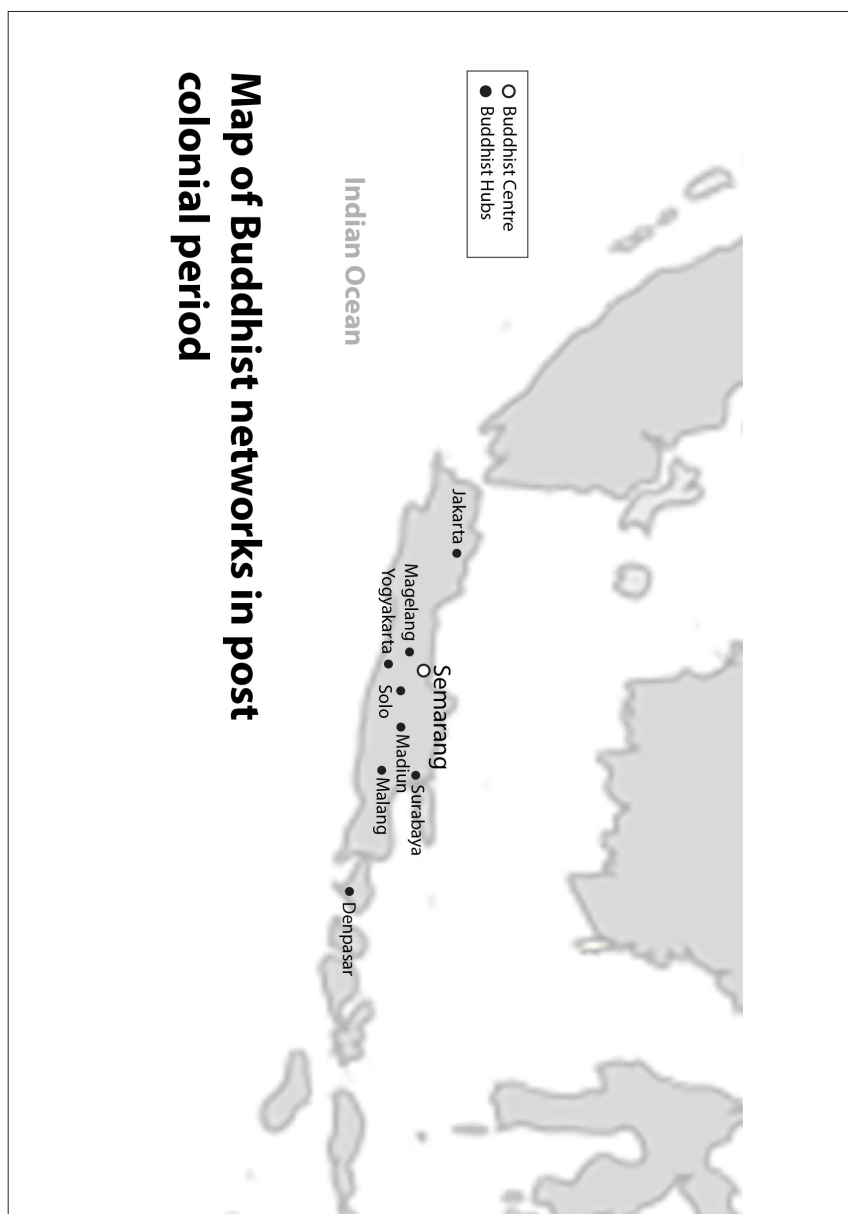 Buddhist Centre
Buddhist Hubs
Jakarta
Semarang
Magelang
Yogyakarta
Solo
Madiun
Surabaya
Malang
Denpasar
Indian Ocean
Map of Buddhist networks in post
colonial period